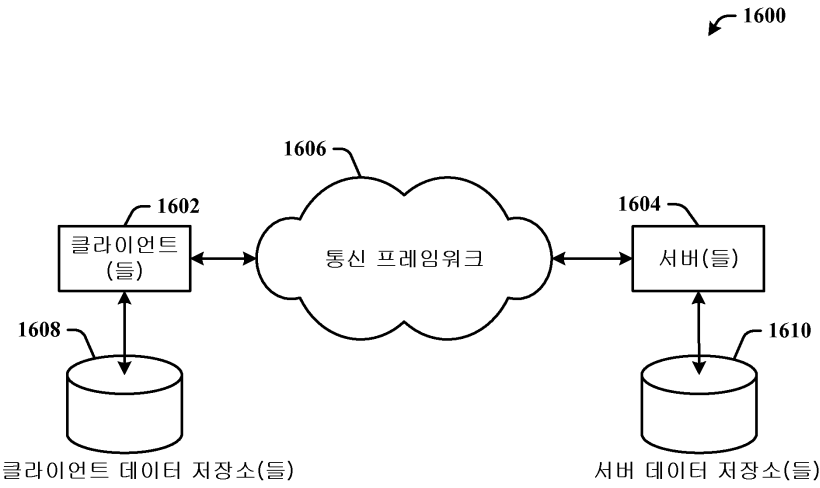 1600
1606
1602
1604
클라이언트
(들)
통신 프레임워크
서버(들)
1608
1610
클라이언트 데이터 저장소(들)
서버 데이터 저장소(들)